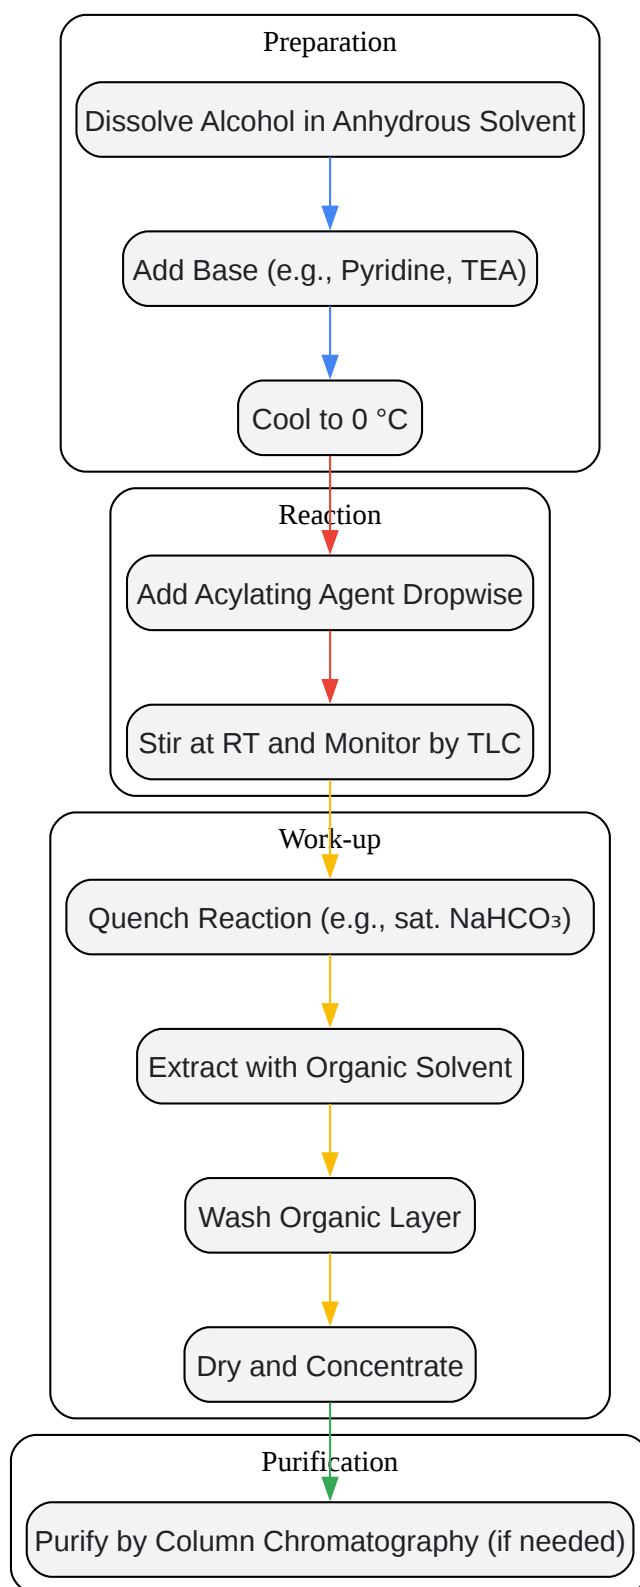 Preparation
Dissolve Alcohol in Anhydrous Solvent
Add Base (e.g., Pyridine, TEA)
Cool to 0 °C
Reaction
Add Acylating Agent Dropwise
Stir at RT and Monitor by TLC
Work-up
Quench Reaction (e.g., sat. NaHCO₃)
Extract with Organic Solvent
Wash Organic Layer
Dry and Concentrate
Purification
Purify by Column Chromatography (if needed)